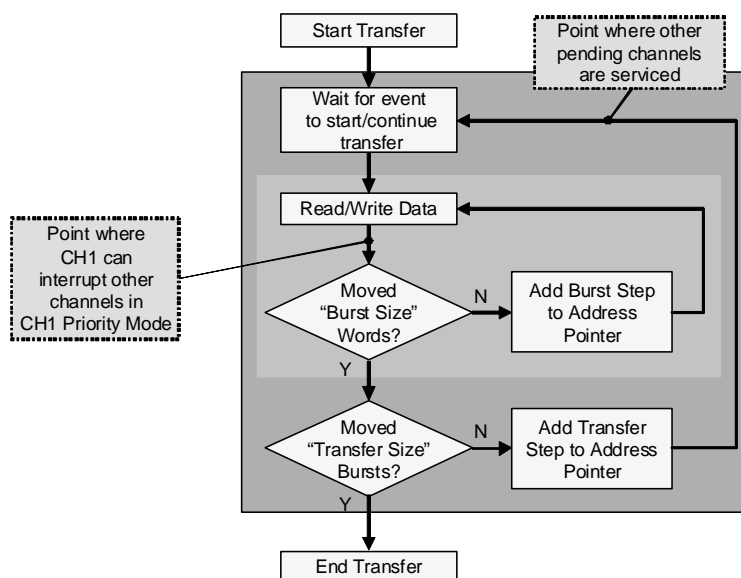 Start Transfer
Point where other
pending channels
are serviced
Wait for event
to start/continue
transfer
Read/Write Data
Point where
CH1 can
interrupt other
channels in
CH1 Priority Mode
Moved
“Burst Size”
Words?
N
Add Burst Step
to Address
Pointer
Y
Moved
“Transfer Size”
Bursts?
N
Add Transfer
Step to Address
Pointer
Y
End Transfer